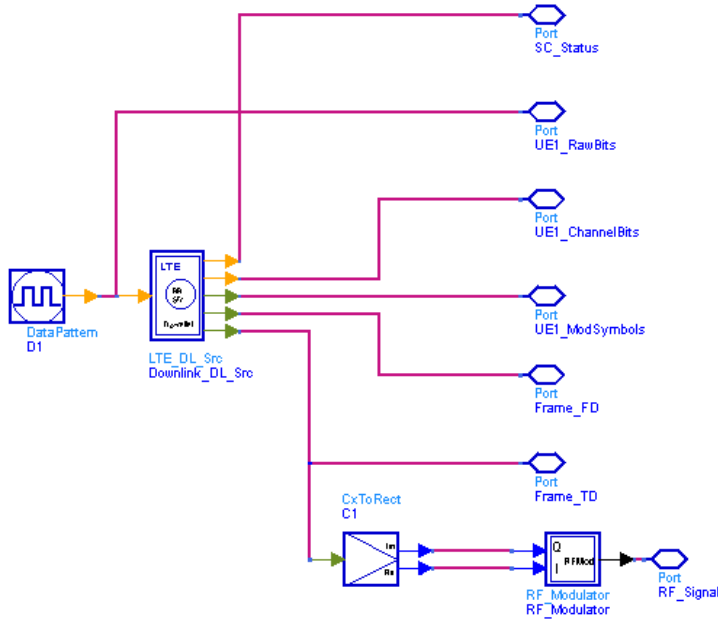 Port
SC_Status
Port
UE1_RawBits
Port
UE1_ChannelBits
LTE
DataPattern
D1
Port
UE1_ModSymbols
LTE_DL_Src
Downlink_DL_Src
Port
Frame_FD
Port
Frame_TD
CxToRect
C1
Im
Re
Q
I
RFMod
RF_Modulator
RF_Modulator
Port
RF_Signal